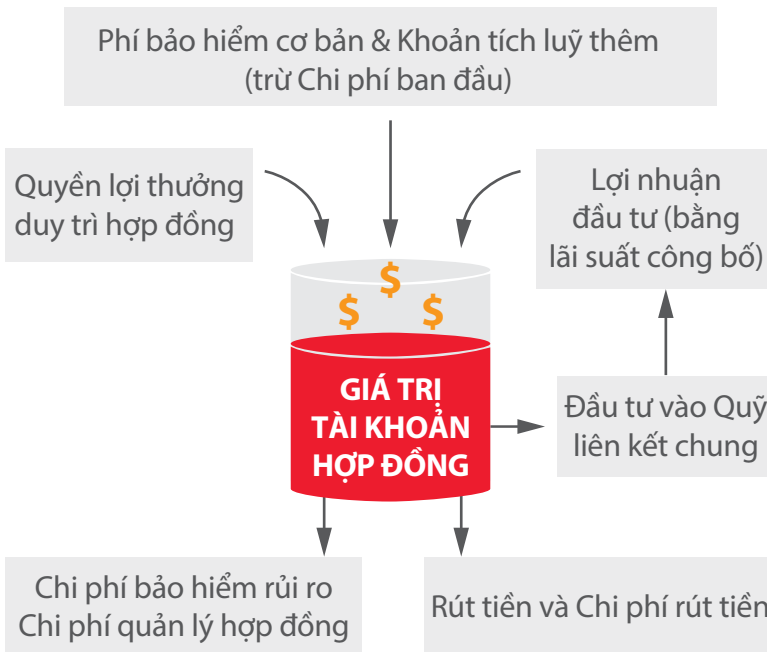 Phí bảo hiểm cơ bản & Khoản tích luỹ thêm
(trừ Chi phí ban đầu)
Quyền lợi thưởng
duy trì hợp đồng
Lợi nhuận
đầu tư (bằng
lãi suất công bố)
$
$
$
GIÁ TRỊ
TÀI KHOẢN
HỢP ĐỒNG
Đầu tư vào Quỹ
liên kết chung
Chi phí bảo hiểm rủi ro
Chi phí quản lý hợp đồng
Rút tiền và Chi phí rút tiền